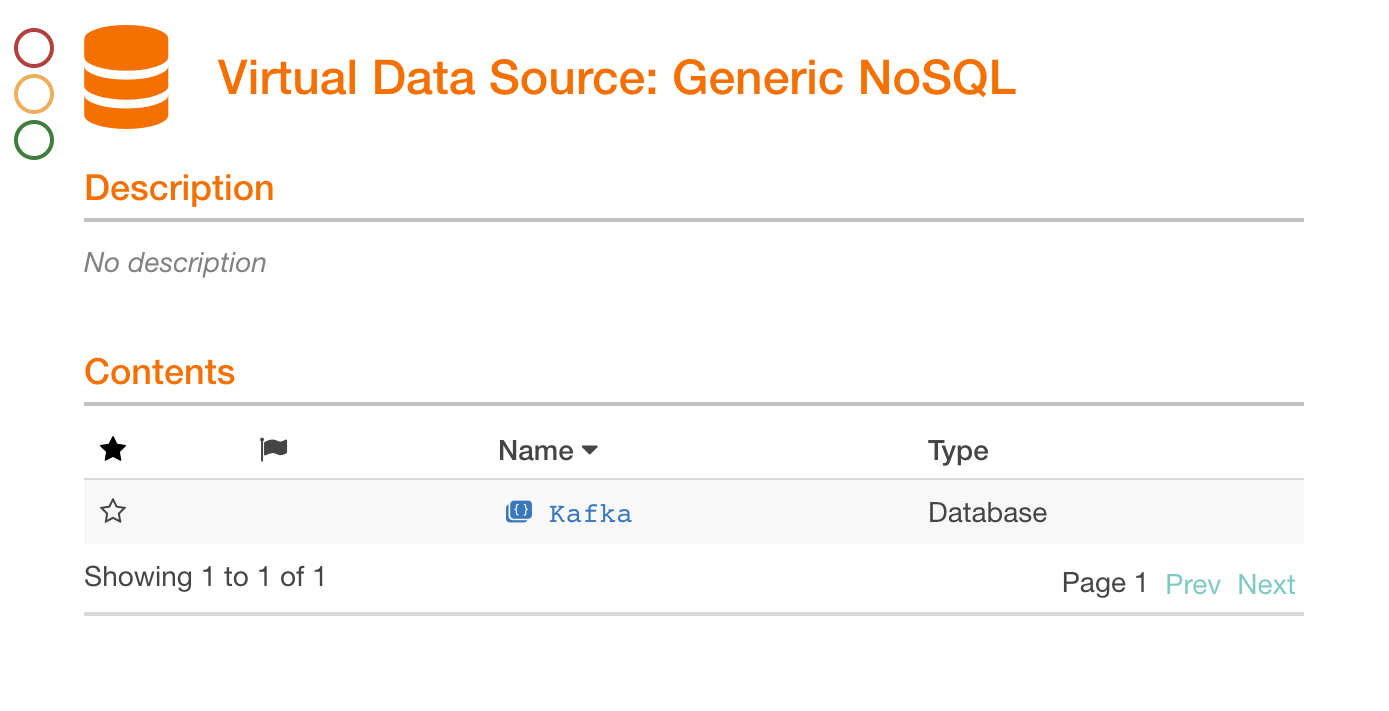 Virtual Data Source: Generic NoSQL
Description
No description
Contents
Name Type
Kafka Database
Showing 1 to 1 of 1
Page 1 Prev Next